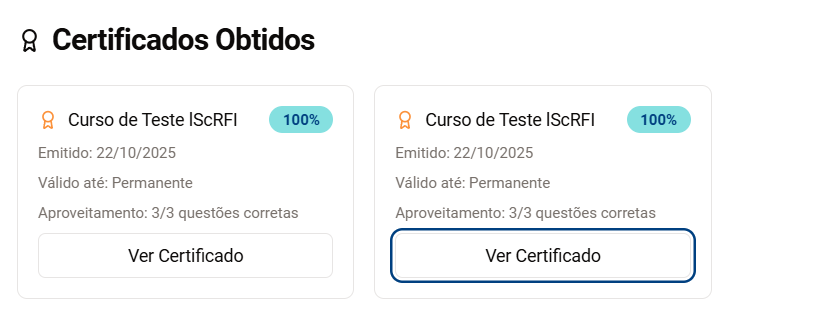 Certificados Obtidos
Curso de Teste lScRFI
100%
Emitido: 22/10/2025
Válido até: Permanente
Aproveitamento: 3/3 questões corretas
Ver Certificado
Curso de Teste lScRFI
100%
Emitido: 22/10/2025
Válido até: Permanente
Aproveitamento: 3/3 questões corretas
Ver Certificado